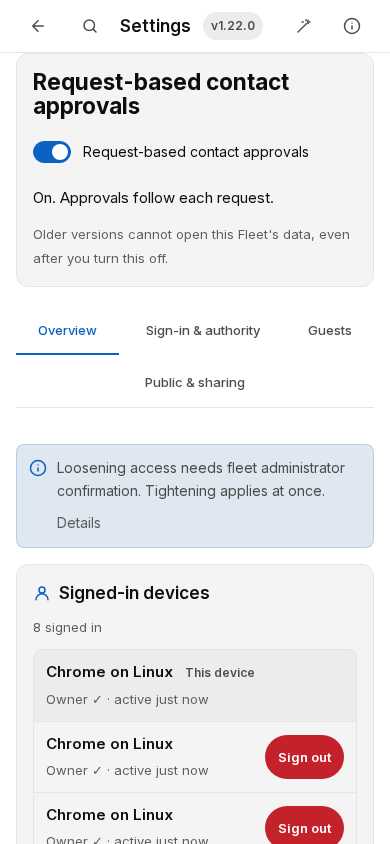 Settings v1.22.0
Request-based contact
approvals
Request-based contact approvals
On. Approvals follow each request.
Older versions cannot open this Fleet's data, even
after you turn this off.
Overview Sign-in & authority Guests
Public & sharing
Loosening access needs fleet administrator
confirmation. Tightening applies at once.
Details
Signed-in devices
8 signed in
Chrome on Linux This device
Owner ✓ · active just now
Chrome on Linux
Owner ✓ · active just now
Sign out
Chrome on Linux
Owner ✓ · active just now
Sign out